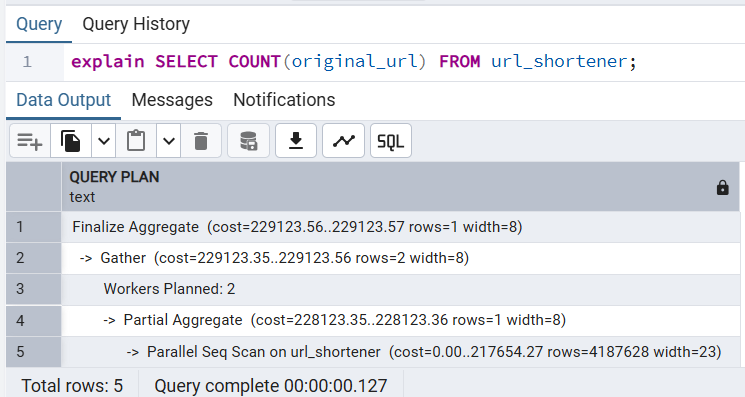 Query Query History
1 explain SELECT COUNT(original_url) FROM url_shortener;
Data Output Messages Notifications
SQL
QUERY PLAN
text
1 Finalize Aggregate (cost=229123.56..229123.57 rows=1 width=8)
2 -> Gather (cost=229123.35..229123.56 rows=2 width=8)
3 Workers Planned: 2
4 -> Partial Aggregate (cost=228123.35..228123.36 rows=1 width=8)
5 -> Parallel Seq Scan on url_shortener (cost=0.00..217654.27 rows=4187628 width=23)
Total rows: 5 Query complete 00:00:00.127